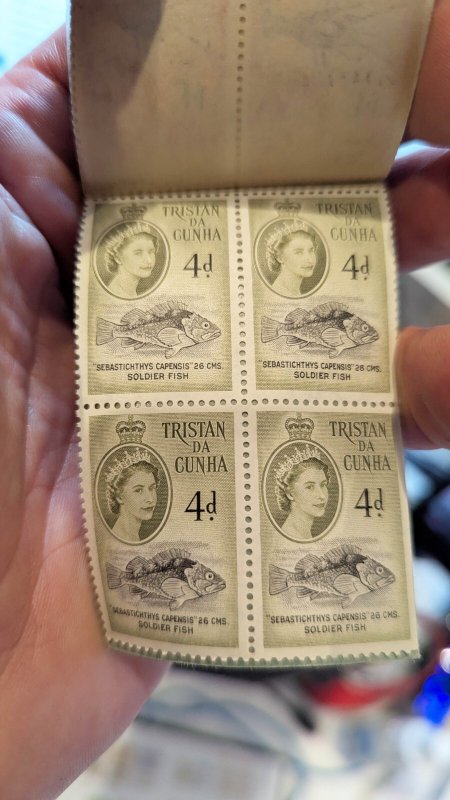 TRISTAN
DA
CUNHA
4d
"SEBASTICHTHYS CAPENSIS" 26 CMS.
SOLDIER FISH
TRISTAN
DA
CUNHA
4d
"SEBASTICHTHYS CAPENSIS" 26 CMS.
SOLDIER FISH
TRISTAN
DA
CUNHA
4d
"SEBASTICHTHYS CAPENSIS" 26 CMS.
SOLDIER FISH
TRISTAN
DA
CUNHA
4d
"SEBASTICHTHYS CAPENSIS" 26 CMS.
SOLDIER FISH